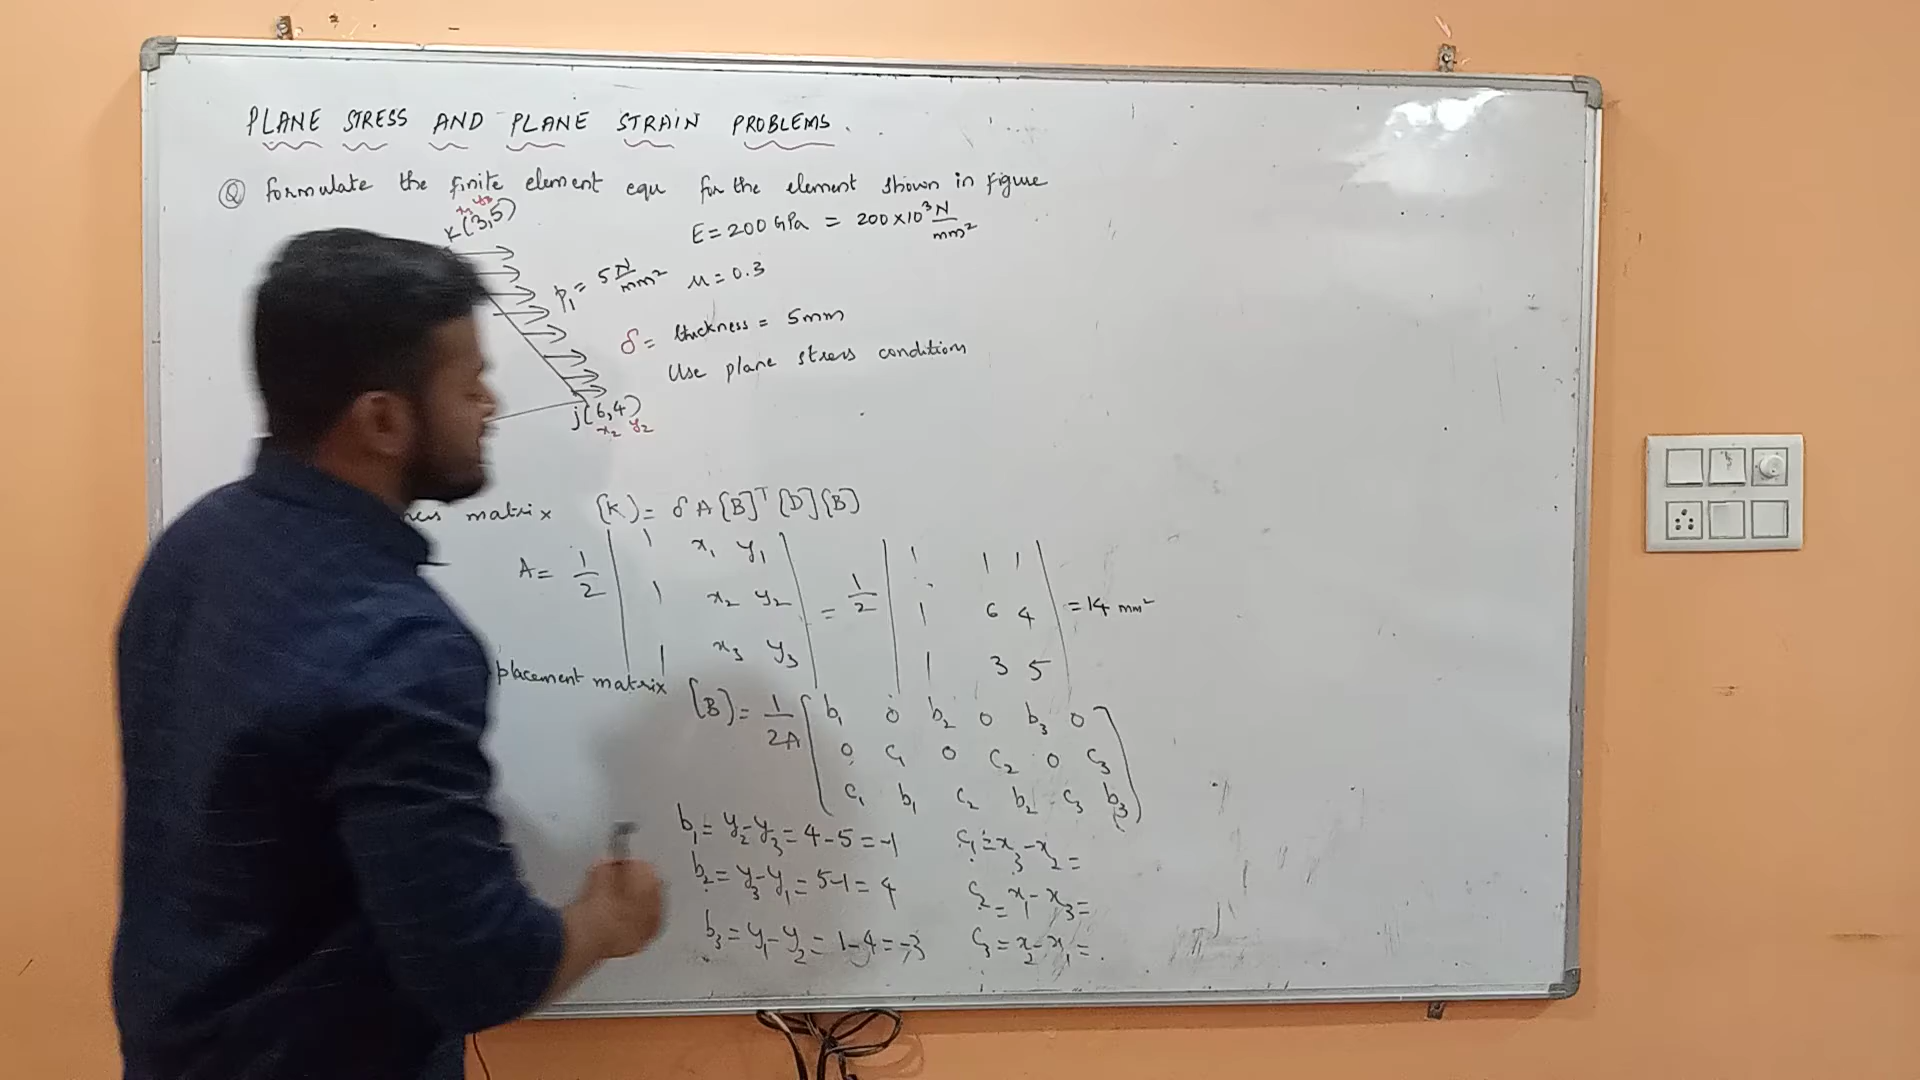 PLANE STRESS AND PLANE STRAIN PROBLEMS.
Q Formulate the finite element equ for the element shown in figure
x3 y3
K(3,5)
E = 200 GPa = 200 x 10³ N/mm²
p₁ = 5 N/mm² μ = 0.3
δ = thickness = 5mm
Use plane stress condition
j(6,4)
x₂ y₂
matrix [K] = δ A [B]ᵀ [D] [B]
A = 1/2 | 1 x₁ y₁ | = 1/2 | 1 1 1 |
| 1 x₂ y₂ | | 1 6 4 | = 14 mm²
| 1 x₃ y₃ | | 1 3 5 |
placement matrix [B] = 1/2A [ b₁ 0 b₂ 0 b₃ 0
0 c₁ 0 c₂ 0 c₃
c₁ b₁ c₂ b₂ c₃ b₃ ]
b₁ = y₂ - y₃ = 4 - 5 = -1 c₁ = x₃ - x₂ =
b₂ = y₃ - y₁ = 5 - 1 = 4 c₂ = x₁ - x₃ =
b₃ = y₁ - y₂ = 1 - 4 = -3 c₃ = x₂ - x₁ =